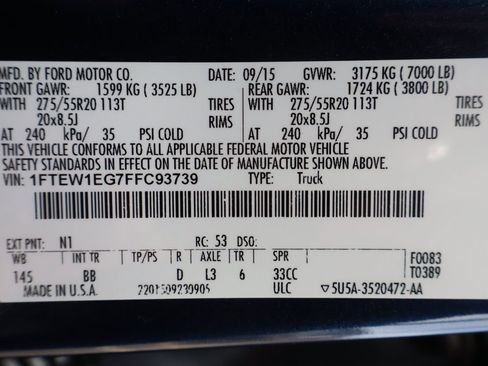 MFD. BY FORD MOTOR CO. DATE: 09/15 GVWR: 3175 KG ( 7000 LB)
FRONT GAWR: 1599 KG ( 3525 LB) REAR GAWR: 1724 KG ( 3800 LB)
WITH 275/55R20 113T TIRES WITH 275/55R20 113T TIRES
20x8.5J RIMS 20x8.5J RIMS
AT 240 kPa/ 35 PSI COLD AT 240 kPa/ 35 PSI COLD
THIS VEHICLE CONFORMS TO ALL APPLICABLE FEDERAL MOTOR VEHICLE
SAFETY STANDARDS IN EFFECT ON THE DATE OF MANUFACTURE SHOWN ABOVE.
VIN: 1FTEW1EG7FFC93739 TYPE: Truck
EXT PNT: N1 RC: 53 DSO: F0083
WB INT TR TP/PS R AXLE TR SPR T0389
145 BB D L3 6 33CC
MADE IN U.S.A. 2201509230905 ULC ▽5U5A-3520472-AA